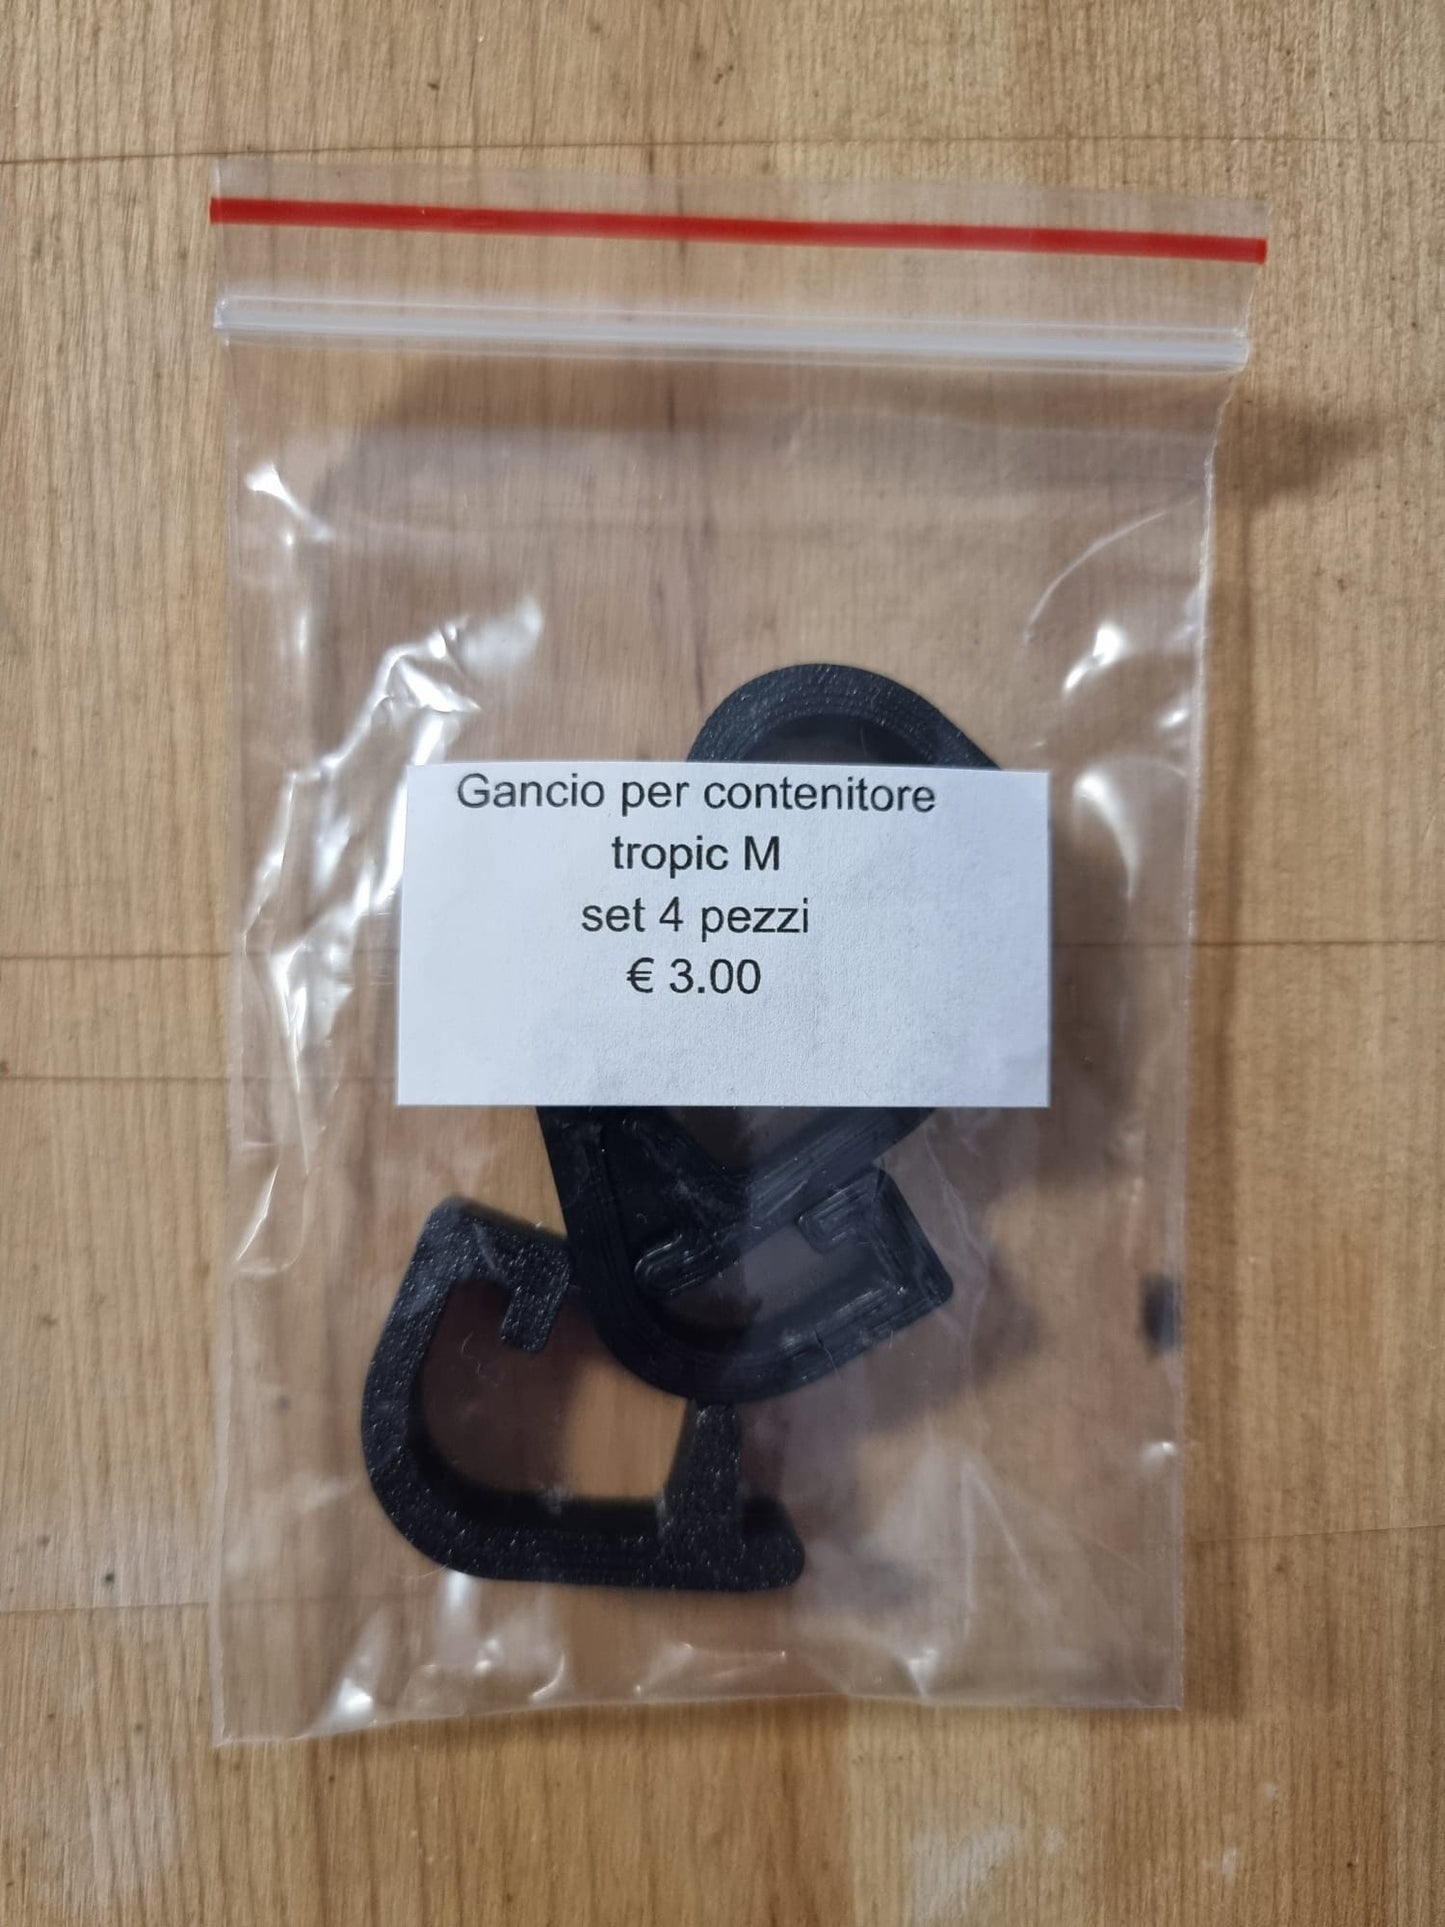 Gancio per contenitore
tropic M
set 4 pezzi
€ 3.00